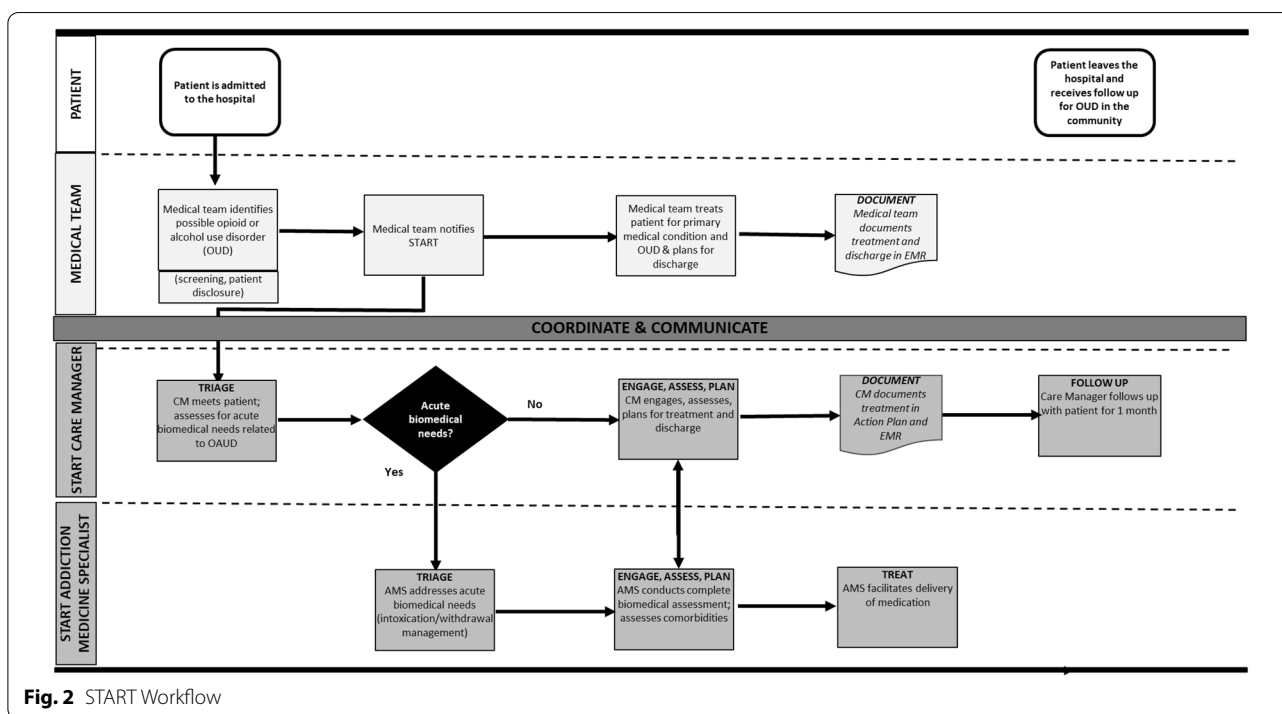 PATIENT
Patient is admitted
to the hospital
Patient leaves the
hospital and
receives follow up
for OUD in the
community
MEDICAL TEAM
Medical team identifies
possible opioid or
alcohol use disorder
(OUD)
(screening, patient
disclosure)
Medical team notifies
START
Medical team treats
patient for primary
medical condition and
OUD & plans for
discharge
DOCUMENT
Medical team
documents
treatment and
discharge in EMR
COORDINATE & COMMUNICATE
START CARE MANAGER
TRIAGE
CM meets patient;
assesses for acute
biomedical needs related
to OAUD
Acute
biomedical
needs?
No
Yes
ENGAGE, ASSESS, PLAN
CM engages, assesses,
plans for treatment and
discharge
DOCUMENT
CM documents
treatment in
Action Plan and
EMR
FOLLOW UP
Care Manager follows up
with patient for 1 month
START ADDICTION
MEDICINE SPECIALIST
TRIAGE
AMS addresses acute
biomedical needs
(intoxication/withdrawal
management)
ENGAGE, ASSESS, PLAN
AMS conducts complete
biomedical assessment;
assesses comorbidities
TREAT
AMS facilitates delivery
of medication
Fig. 2 START Workflow